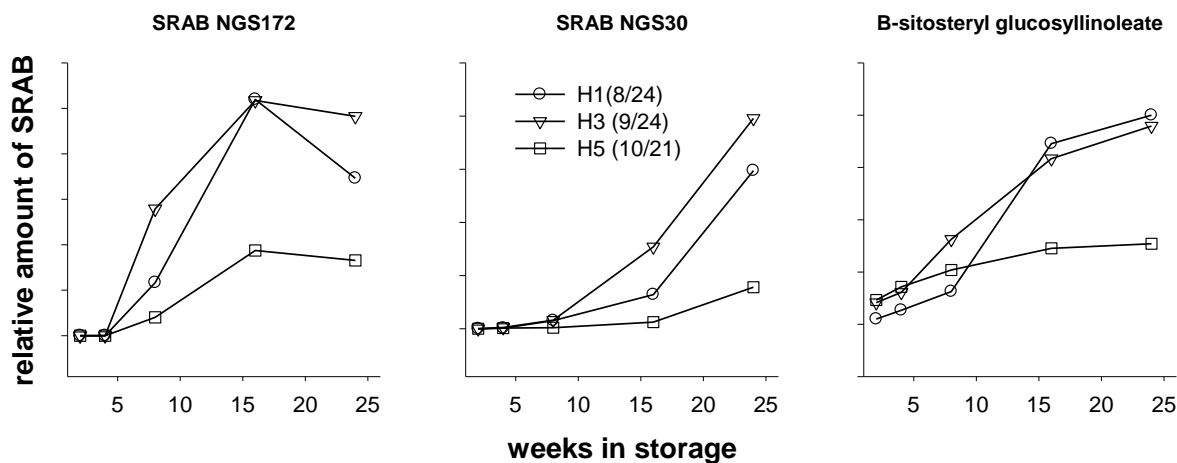 SRAB NGS172
SRAB NGS30
B-sitosteryl glucosyllinoleate
relative amount of SRAB
H1(8/24)
H3 (9/24)
H5 (10/21)
5 10 15 20 25
5 10 15 20 25
5 10 15 20 25
weeks in storage